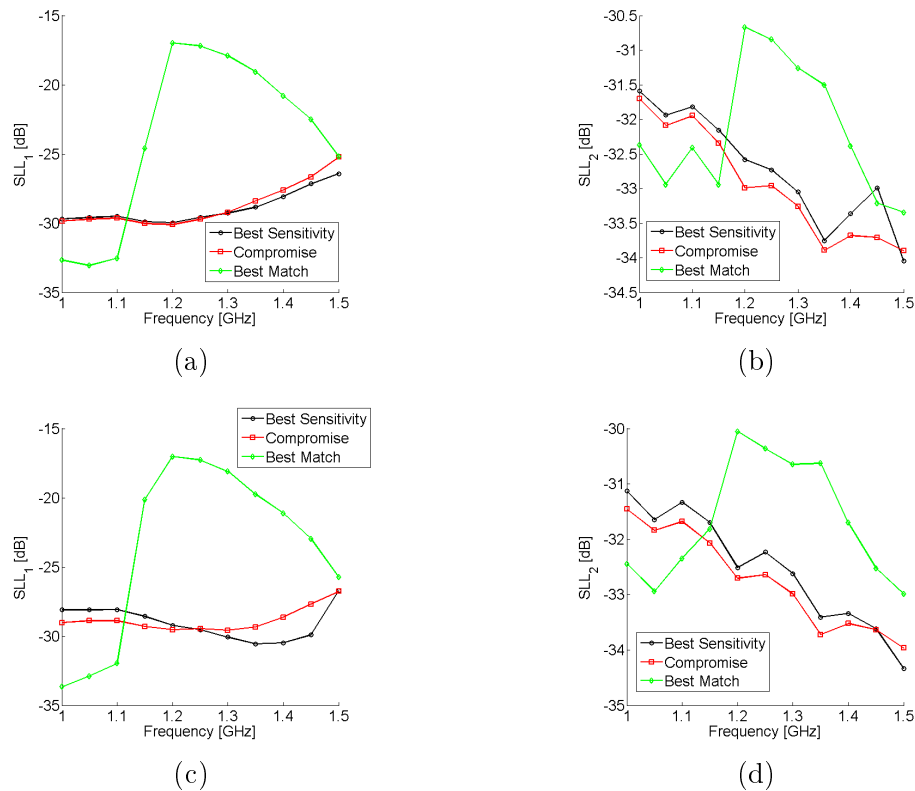 -15
-20
-25
-30
-35
SLL1 [dB]
1 1.1 1.2 1.3 1.4 1.5
Frequency [GHz]
Best Sensitivity
Compromise
Best Match
(a)
-30.5
-31
-31.5
-32
-32.5
-33
-33.5
-34
-34.5
SLL2 [dB]
1 1.1 1.2 1.3 1.4 1.5
Frequency [GHz]
Best Sensitivity
Compromise
Best Match
(b)
-15
-20
-25
-30
-35
SLL1 [dB]
1 1.1 1.2 1.3 1.4 1.5
Frequency [GHz]
Best Sensitivity
Compromise
Best Match
(c)
-30
-31
-32
-33
-34
-35
SLL2 [dB]
1 1.1 1.2 1.3 1.4 1.5
Frequency [GHz]
Best Sensitivity
Compromise
Best Match
(d)